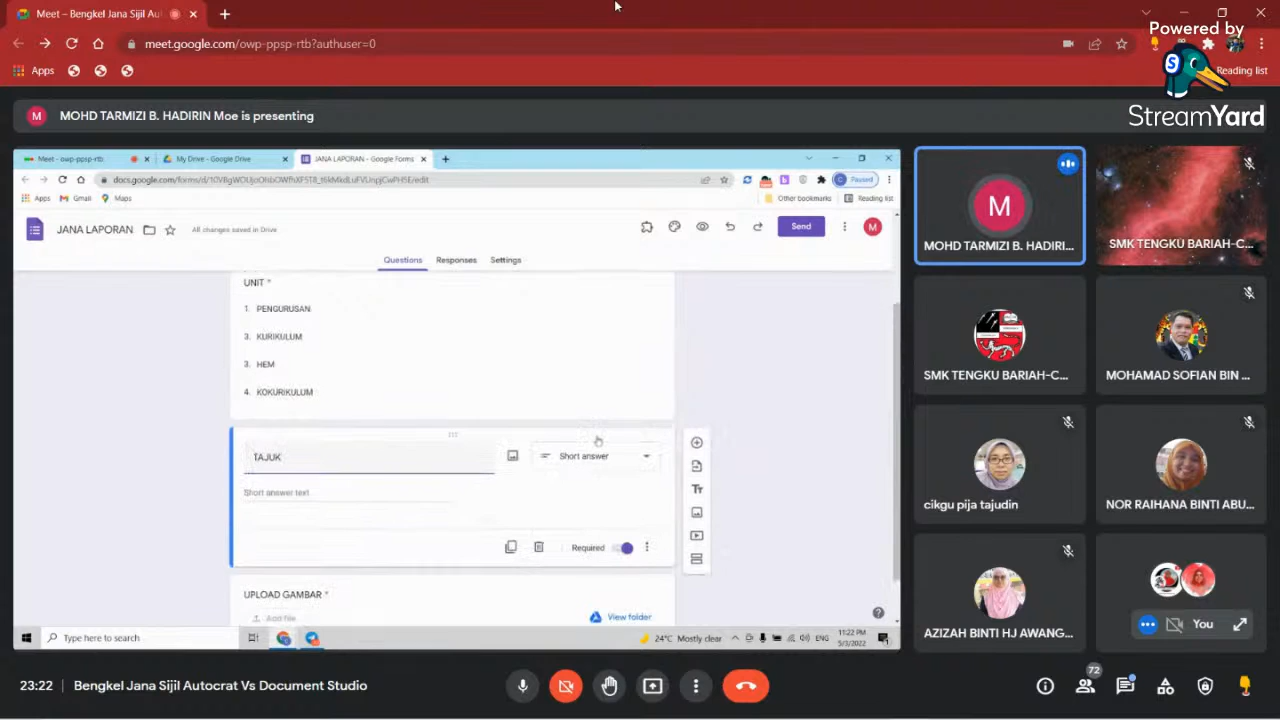 Meet – Bengkel Jana Sijil Au
meet.google.com/owp-ppsp-rtb?authuser=0
Apps
Reading list
Powered by
StreamYard
M
MOHD TARMIZI B. HADIRIN Moe is presenting
Meet - owp-ppsp-rtb
My Drive - Google Drive
JANA LAPORAN - Google Forms
Paused
Apps
Gmail
Maps
Other bookmarks
Reading list
JANA LAPORAN
All changes saved in Drive
Send
M
Questions
Responses
Settings
UNIT *
1. PENGURUSAN
2. KURIKULUM
3. HEM
4. KOKURIKULUM
TAJUK
Short answer
Short answer text
Required
UPLOAD GAMBAR *
Add file
View folder
Type here to search
24°C Mostly clear
ENG
11:22 PM
5/3/2022
M
MOHD TARMIZI B. HADIRI...
SMK TENGKU BARIAH-C...
SMK TENGKU BARIAH-C...
MOHAMAD SOFIAN BIN ...
cikgu pija tajudin
NOR RAIHANA BINTI ABU...
AZIZAH BINTI HJ AWANG...
You
23:22 | Bengkel Jana Sijil Autocrat Vs Document Studio
72